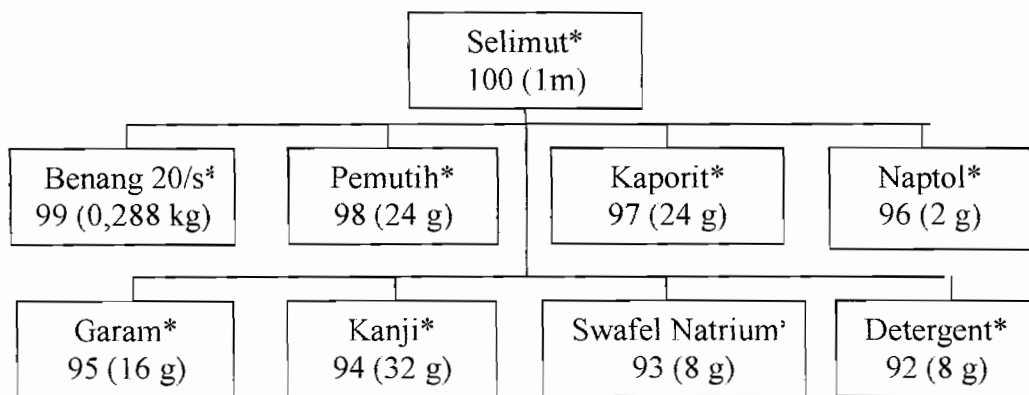 Selimut*
100 (1m)
Benang 20/s*
99 (0,288 kg)
Pemutih*
98 (24 g)
Kaporit*
97 (24 g)
Naptol*
96 (2 g)
Garam*
95 (16 g)
Kanji*
94 (32 g)
Swafel Natrium*
93 (8 g)
Detergent*
92 (8 g)